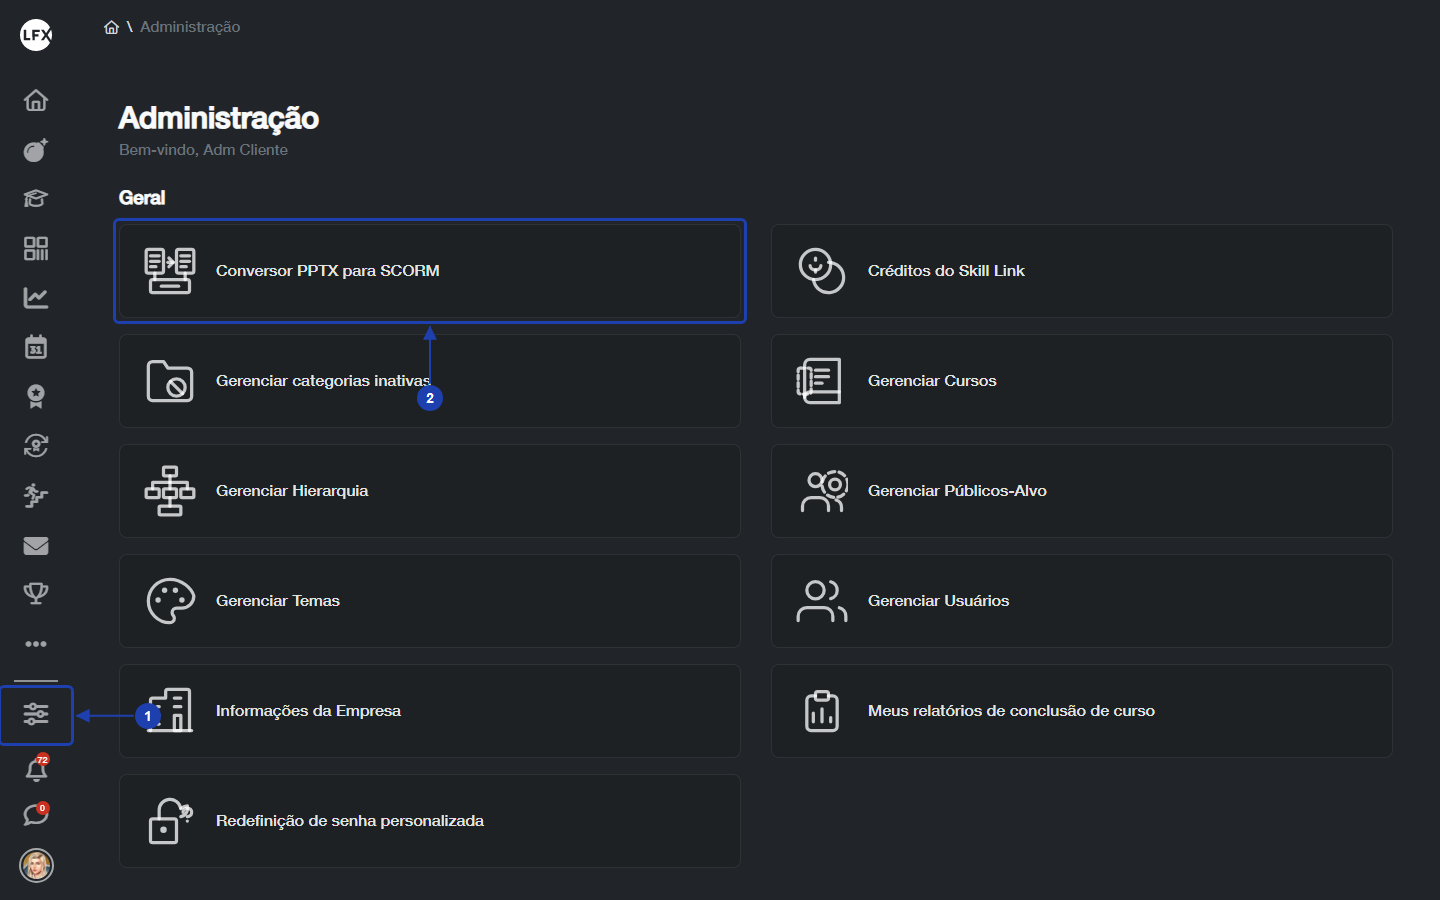 LFX
\ Administração
Administração
Bem-vindo, Adm Cliente
Geral
Conversor PPTX para SCORM
Créditos do Skill Link
Gerenciar categorias inativas
2
Gerenciar Cursos
31
Gerenciar Hierarquia
Gerenciar Públicos-Alvo
Gerenciar Temas
Gerenciar Usuários
1
Informações da Empresa
Meus relatórios de conclusão de curso
72
0
Redefinição de senha personalizada